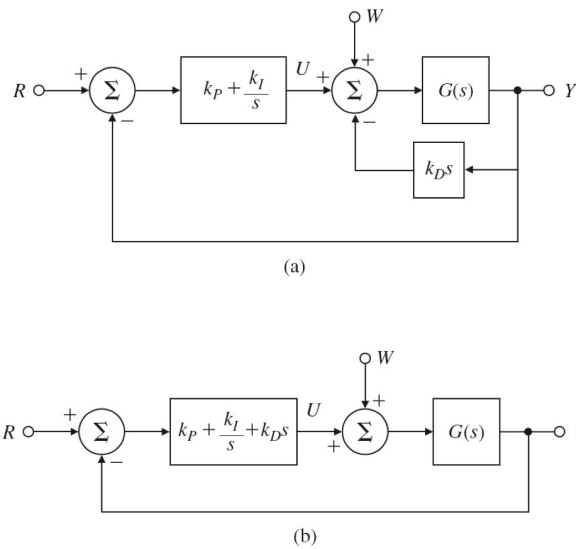 W
R + Σ − k_P + k_I/s U + Σ + − G(s) Y
k_D s
(a)
W
R + Σ − k_P + k_I/s + k_D s U + Σ + G(s)
(b)